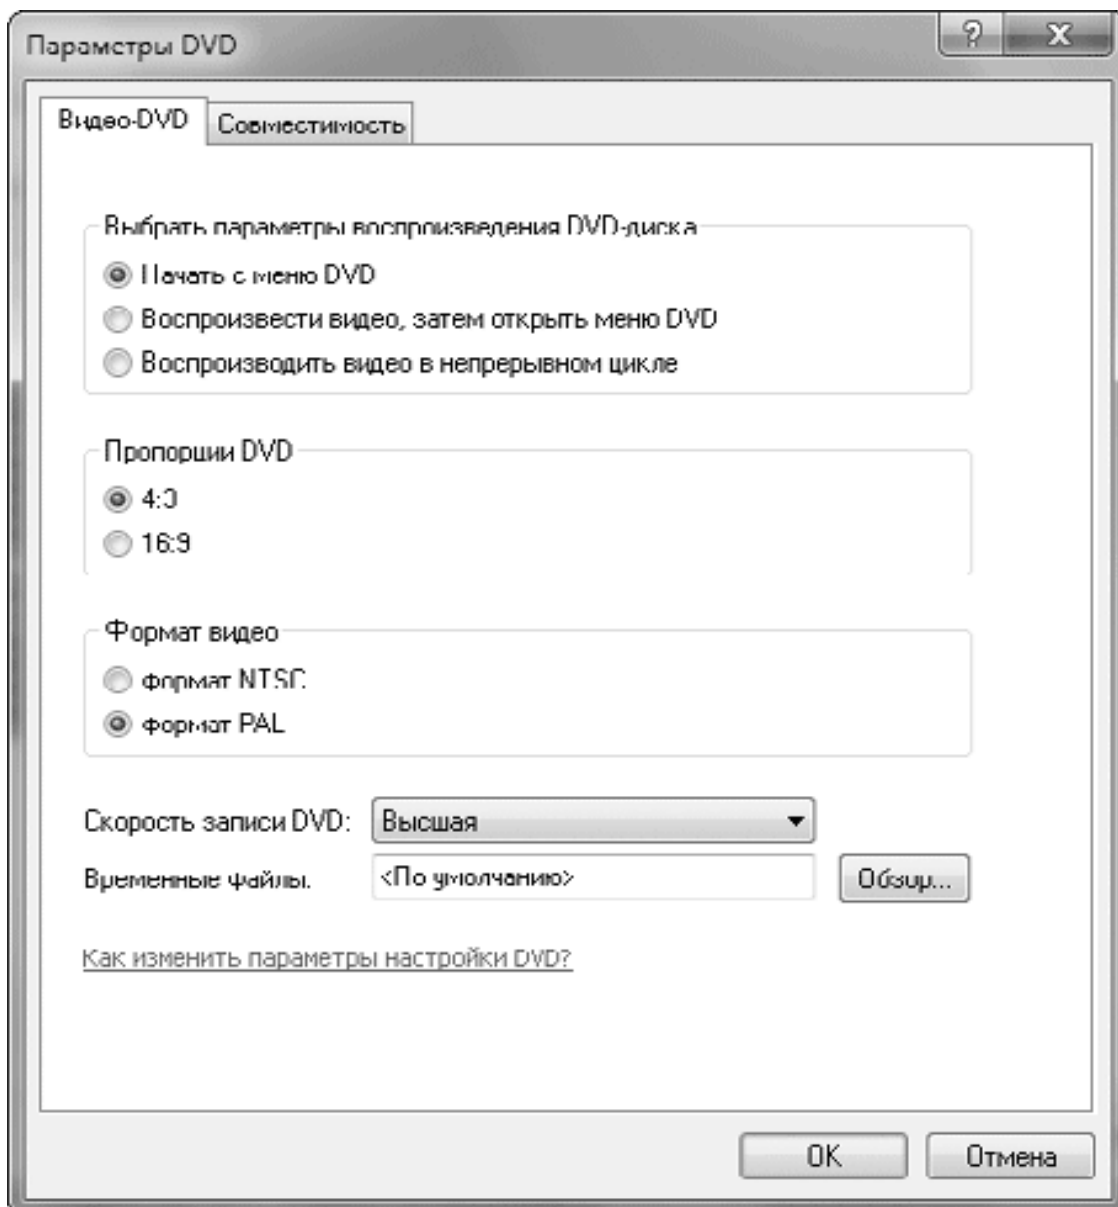 Параметры DVD
Видео-DVD
Совместимость
Выбрать параметры воспроизведения DVD-диска
Начать с меню DVD
Воспроизвести видео, затем открыть меню DVD
Воспроизводить видео в непрерывном цикле
Пропорции DVD
4:3
16:9
Формат видео
формат NTSC
формат PAL
Скорость записи DVD: Высшая
Временные файлы: <По умолчанию> Обзор...
Как изменить параметры настройки DVD?
OK Отмена